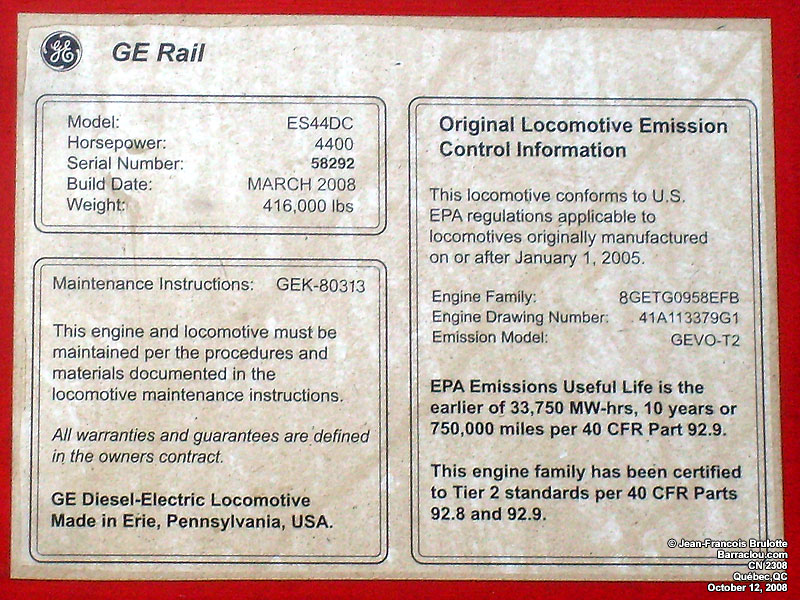 GE
GE Rail
Model: ES44DC
Horsepower: 4400
Serial Number: 58292
Build Date: MARCH 2008
Weight: 416,000 lbs
Maintenance Instructions: GEK-80313
This engine and locomotive must be
maintained per the procedures and
materials documented in the
locomotive maintenance instructions.
All warranties and guarantees are defined
in the owners contract.
GE Diesel-Electric Locomotive
Made in Erie, Pennsylvania, USA.
Original Locomotive Emission
Control Information
This locomotive conforms to U.S.
EPA regulations applicable to
locomotives originally manufactured
on or after January 1, 2005.
Engine Family: 8GETG0958EFB
Engine Drawing Number: 41A113379G1
Emission Model: GEVO-T2
EPA Emissions Useful Life is the
earlier of 33,750 MW-hrs, 10 years or
750,000 miles per 40 CFR Part 92.9.
This engine family has been certified
to Tier 2 standards per 40 CFR Parts
92.8 and 92.9.
© Jean-Francois Brulotte
Barraclou.com
CN 2308
Québec,QC
October 12, 2008